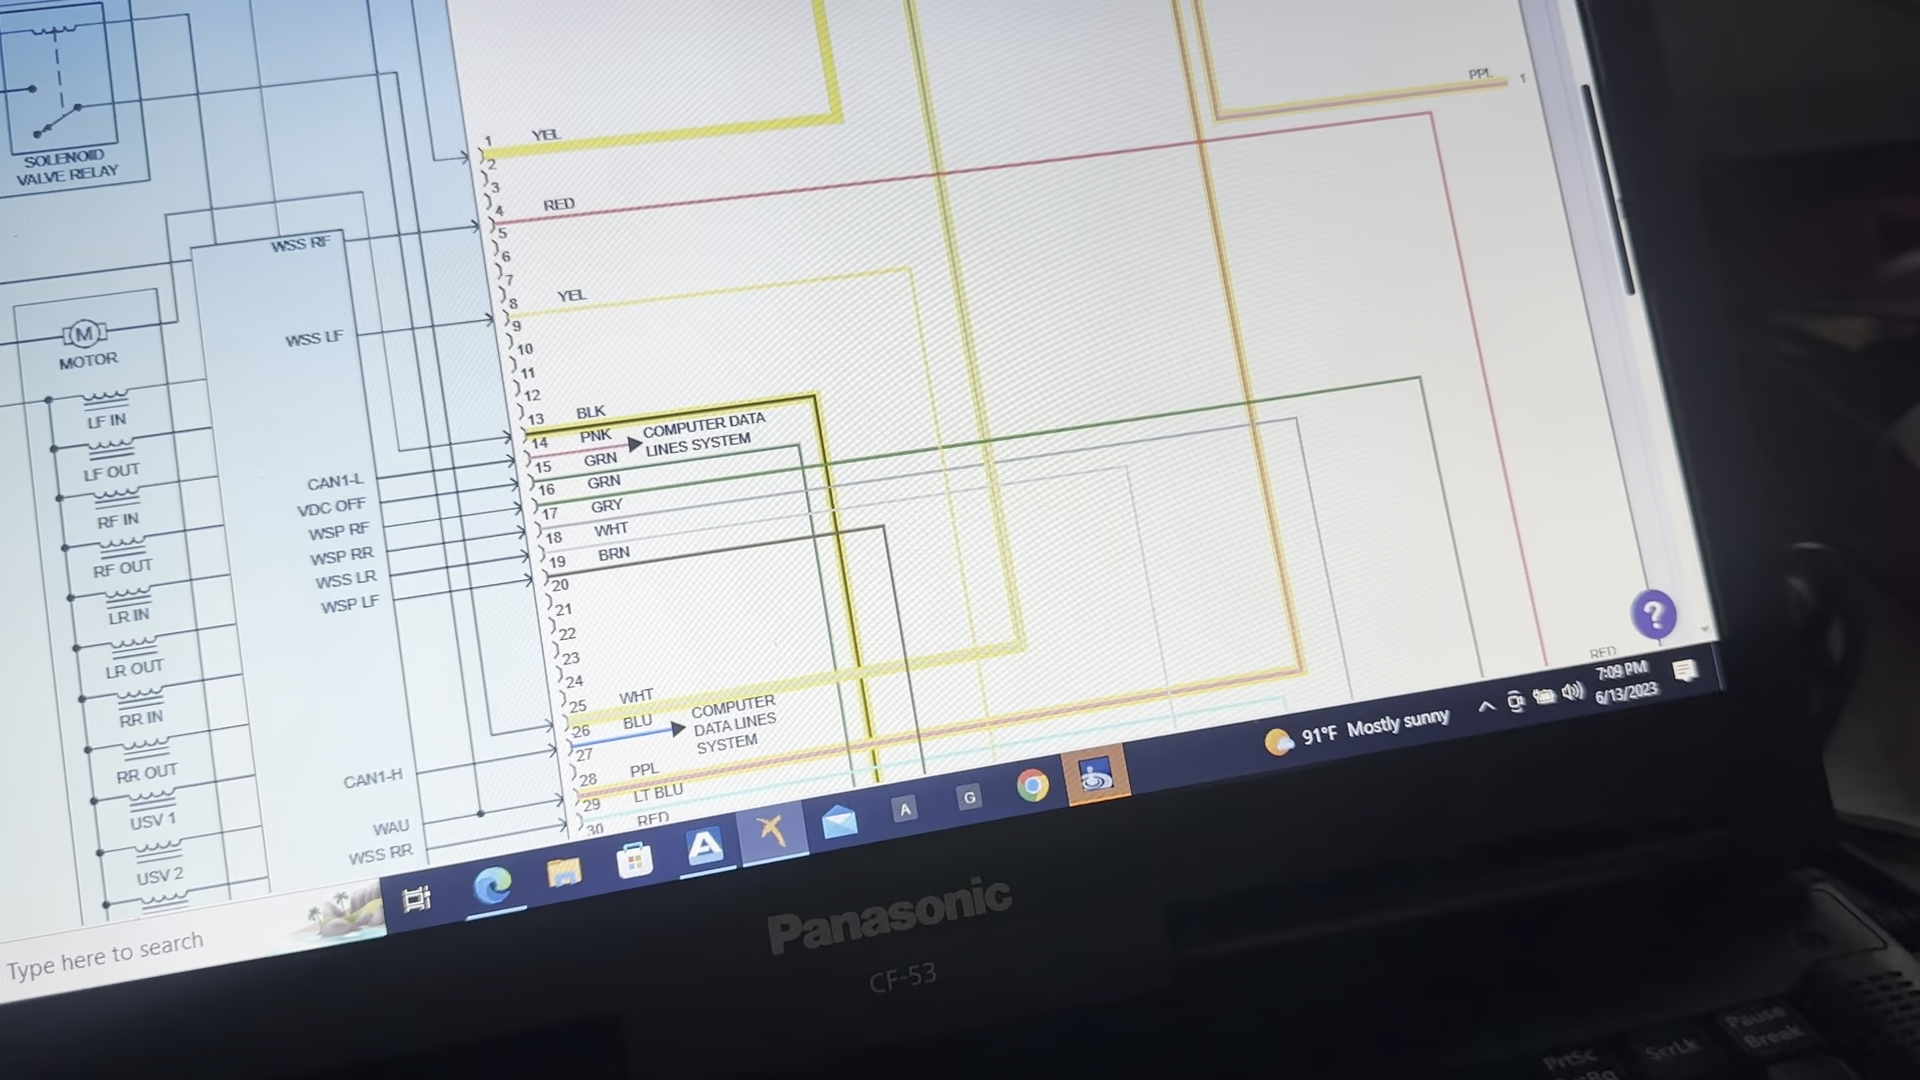 SOLENOID
VALVE RELAY
M
MOTOR
LF IN
LF OUT
RF IN
RF OUT
LR IN
LR OUT
RR IN
RR OUT
USV 1
USV 2
WSS RF
WSS LF
CAN1-L
VDC OFF
WSP RF
WSP RR
WSS LR
WSP LF
CAN1-H
WAU
WSS RR
1 YEL
2
3
4 RED
5
6
7
8 YEL
9
10
11
12
13 BLK
14 PNK COMPUTER DATA
LINES SYSTEM
15 GRN
16 GRN
17 GRY
18 WHT
19 BRN
20
21
22
23
24
25 WHT
26 BLU COMPUTER
DATA LINES
SYSTEM
27
28 PPL
29 LT BLU
30 RED
PPL 1
RED
?
Type here to search
A
G
91°F Mostly sunny
7:09 PM
6/13/2023
Panasonic
CF-53
PrtSc
ScrLk
Pause
Break